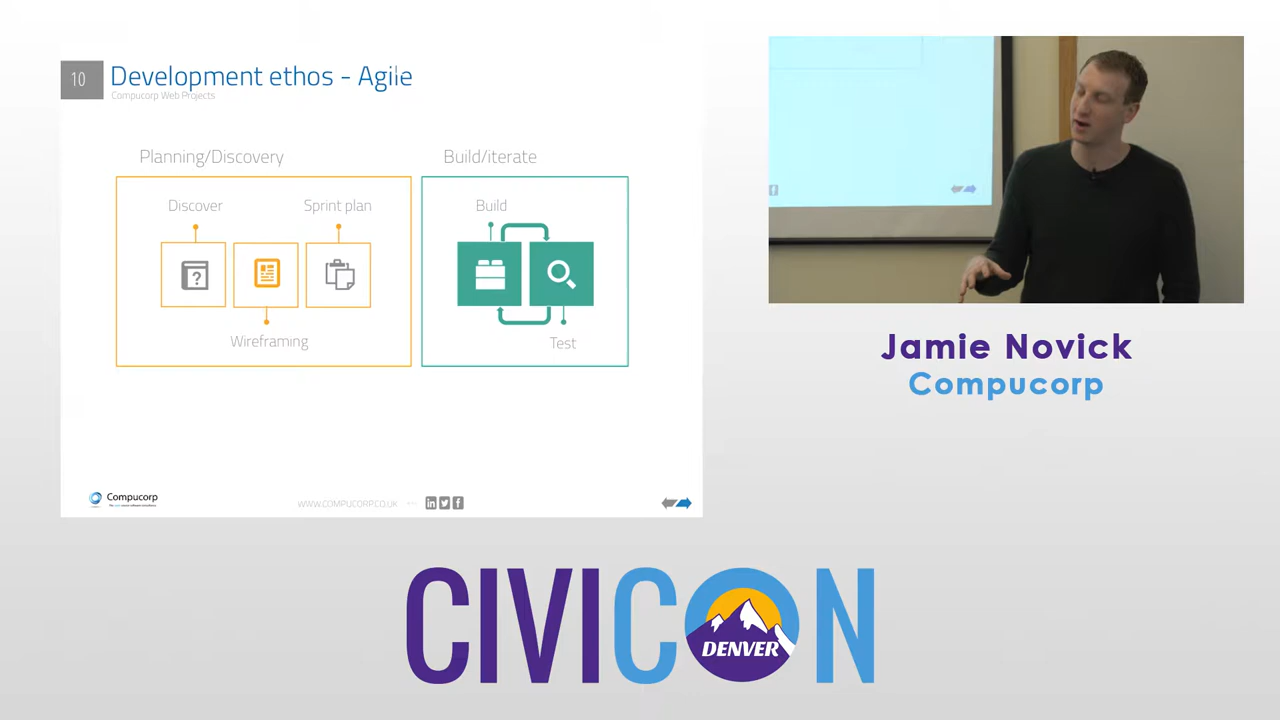 10
Development ethos - Agile
Compucorp Web Projects
Planning/Discovery
Build/iterate
Discover
Sprint plan
Build
?
Wireframing
Test
Compucorp
WWW.COMPUCORP.CO.UK
in
f
Jamie Novick
Compucorp
CIVICON
DENVER